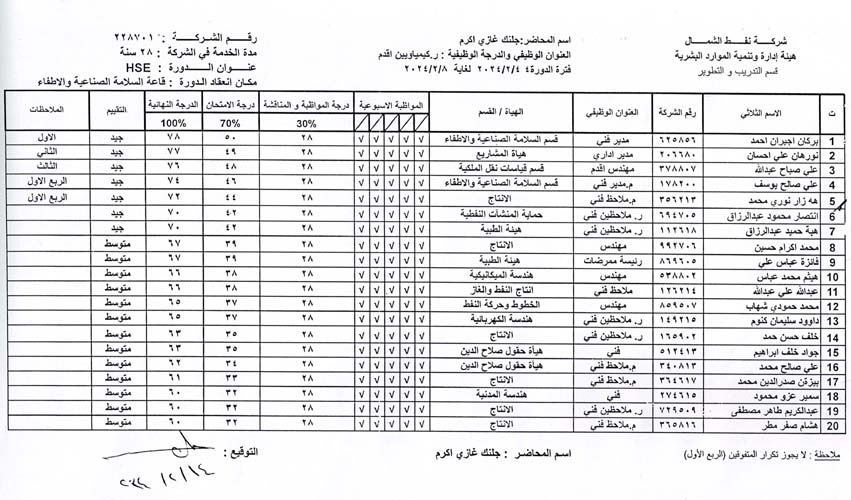 شركة نفط الشمال
هيئة إدارة وتنمية الموارد البشرية
قسم التدريب و التطوير
اسم المحاضر:جلنك غازي اكرم
العنوان الوظيفي والدرجة الوظيفية :ر.كيمياويين اقدم
فترة الدورة ٢٠٢٤/٢/٤ لغاية ٢٠٢٤/٢/٨
رقم الشركة : ٢٢٨٧٠١
مدة الخدمة في الشركة : ٢٨ سنة
عنوان الدورة : HSE
مكان انعقاد الدورة : قاعة السلامة الصناعية والاطفاء
ت الاسم الثلاثي رقم الشركة العنوان الوظيفي الهيأة / القسم المواظبة الاسبوعية درجة المواظبة و المناقشة درجة الامتحان الدرجة النهائية التقييم الملاحظات
30% 70% 100%
1 بركان اجيران احمد ٦٢٥٨٥٦ مدير فني قسم السلامة الصناعية والاطفاء √ √ √ √ √ ٢٨ ٥٠ ٧٨ جيد الاول
2 نورهان علي احسان ٢٠٦٦٨٠ مدير اداري هيأة المشاريع √ √ √ √ √ ٢٨ ٤٩ ٧٧ جيد الثاني
3 علي صباح عبدالله ٣٧٨٨٠٧ مهندس اقدم قسم قياسات نقل الملكية √ √ √ √ √ ٢٨ ٤٨ ٧٦ جيد الثالث
4 علي صالح يوسف ١٧٨٢٠٠ م.مدير فني قسم السلامة الصناعية والاطفاء √ √ √ √ √ ٢٨ ٤٦ ٧٤ جيد الربع الاول
5 هه زار نوري محمد ٣٥٦٢١٣ م.ملاحظ فني الانتاج √ √ √ √ √ ٢٨ ٤٤ ٧٢ جيد الربع الاول
6 انتصار محمود عبدالرزاق ٦٩٤٧٠٥ ر. ملاحظين فني حماية المنشأت النفطية √ √ √ √ √ ٢٨ ٤٢ ٧٠ جيد
7 هبة حميد عبدالرزاق ١١٢٦١٨ ر. ملاحظين فني هيئة الطبية √ √ √ √ √ ٢٨ ٤٢ ٧٠ جيد
8 محمد اكرام حسين ٩٩٢٧٠٦ مهندس الانتاج √ √ √ √ √ ٢٨ ٣٩ ٦٧ متوسط
9 فائزة عباس علي ٨٦٩٦٠٥ رئيسة ممرضات هيئة الطبية √ √ √ √ √ ٢٨ ٣٩ ٦٧ متوسط
10 هيثم محمد عباس ٥٣٨٨٠٢ مهندس هندسة الميكانيكية √ √ √ √ √ ٢٨ ٣٨ ٦٦ متوسط
11 عبدالله علي عبدالله ١٢٦٢١٤ ملاحظ فني انتاج النفط والغاز √ √ √ √ √ ٢٨ ٣٨ ٦٦ متوسط
12 محمد حمودي شهاب ٨٥٩٥٠٧ مهندس الخطوط وحركة النفط √ √ √ √ √ ٢٨ ٣٧ ٦٥ متوسط
13 داوود سليمان كنوم ١٤٩٢١٥ ر. ملاحظين فني هندسة الكهربائية √ √ √ √ √ ٢٨ ٣٧ ٦٥ متوسط
14 خلف حسن حمد ١٦٥٩٠٢ ر. ملاحظين فني الانتاج √ √ √ √ √ ٢٨ ٣٥ ٦٣ متوسط
15 جواد خلف ابراهيم ٥١٢٤١٣ فني هيأة حقول صلاح الدين √ √ √ √ √ ٢٨ ٣٥ ٦٣ متوسط
16 علي صالح محمد ٣٤٠٨١٣ م.ملاحظ فني هيأة حقول صلاح الدين √ √ √ √ √ ٢٨ ٣٤ ٦٢ متوسط
17 بيزتن صدرالدين محمد ٣٦٤٦١٧ م.ملاحظ فني الانتاج √ √ √ √ √ ٢٨ ٣٣ ٦١ متوسط
18 سمير عزو محمود ٢٧٤٦١٥ فني هندسة المدنية √ √ √ √ √ ٢٨ ٣٢ ٦٠ متوسط
19 عبدالكريم طاهر مصطفى ٧٢٩٥٠٩ ر. ملاحظين فني الانتاج √ √ √ √ √ ٢٨ ٣٢ ٦٠ متوسط
20 هشام صفر مطر ٣٦٥٨١٦ م.ملاحظ فني الانتاج √ √ √ √ √ ٢٨ ٣٢ ٦٠ متوسط
ملاحظة : لا يجوز تكرار المتفوقين (الربع الأول)
اسم المحاضر : جلنك غازي اكرم
التوقيع :